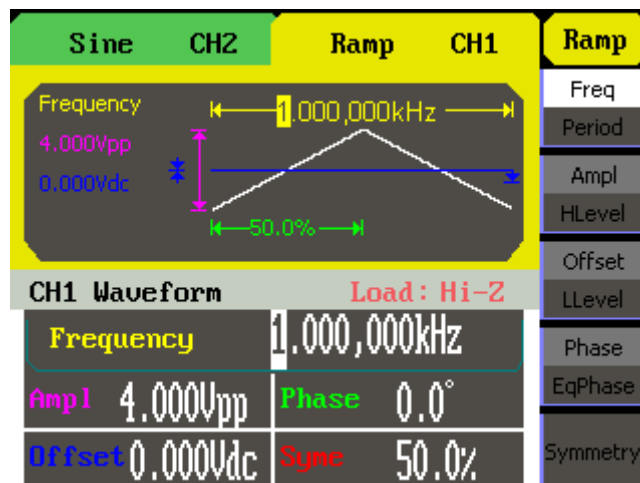 Sine CH2 Ramp CH1 Ramp
Frequency 1.000,000kHz
4.000Vpp
0.000Vdc
50.0%
CH1 Waveform Load: Hi-Z
Frequency 1.000,000kHz
Ampl 4.000Vpp Phase 0.0°
Offset 0.000Vdc Syme 50.0%
Freq
Period
Ampl
HLevel
Offset
LLevel
Phase
EqPhase
Symmetry